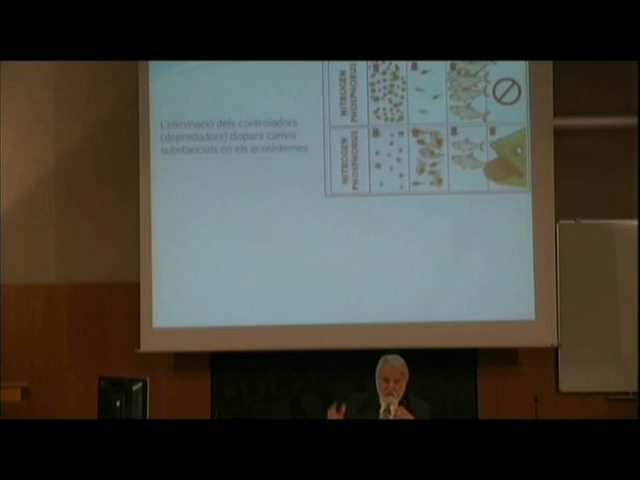 L'eliminació dels controladors
(depredadors) dispara canvis
substancials en els ecosistemes
NITROGEN
PHOSPHORUS
NITROGEN
PHOSPHORUS